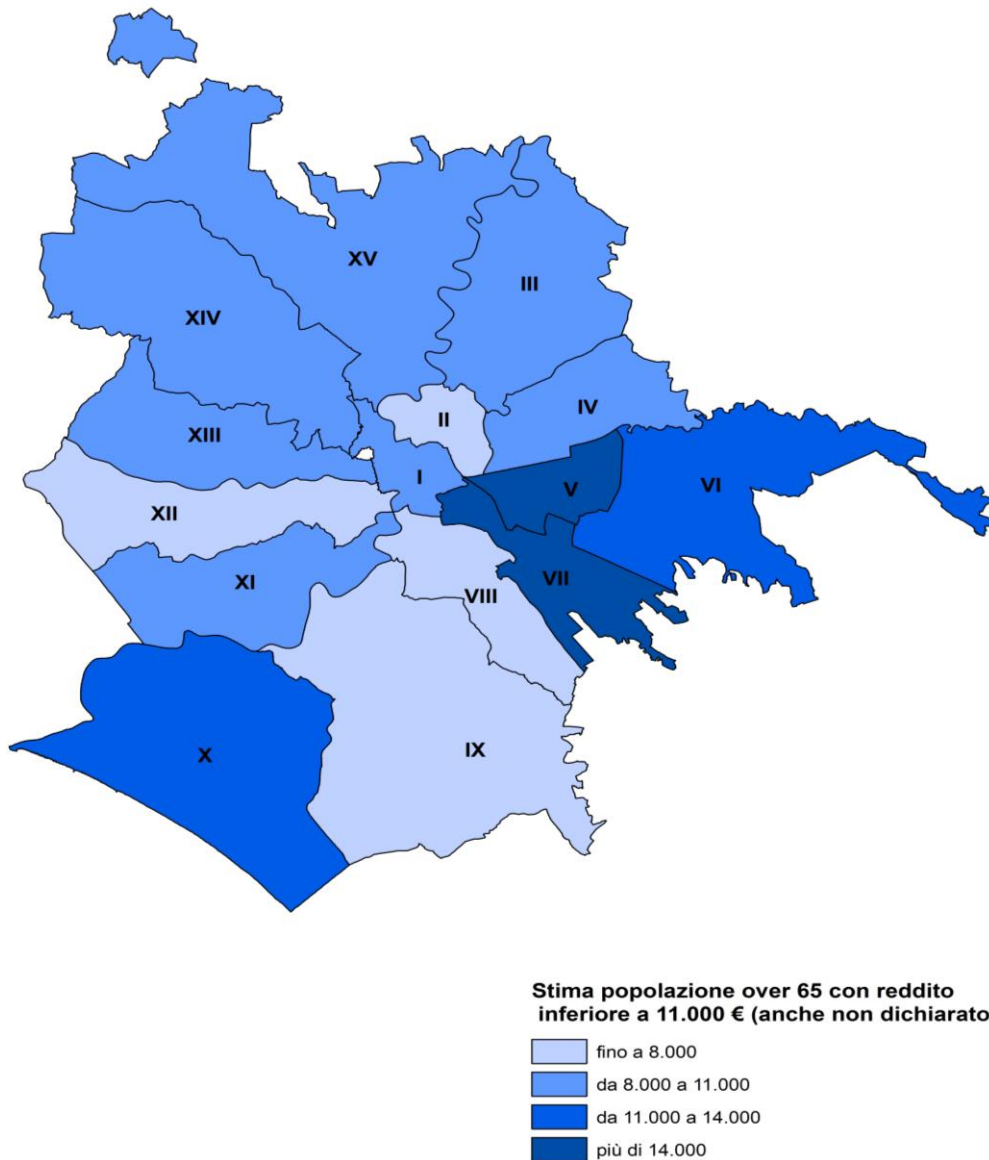 XV
III
XIV
II
IV
XIII
I
V
VI
XII
VII
XI
VIII
X
IX
Stima popolazione over 65 con reddito
inferiore a 11.000 € (anche non dichiarato
fino a 8.000
da 8.000 a 11.000
da 11.000 a 14.000
più di 14.000